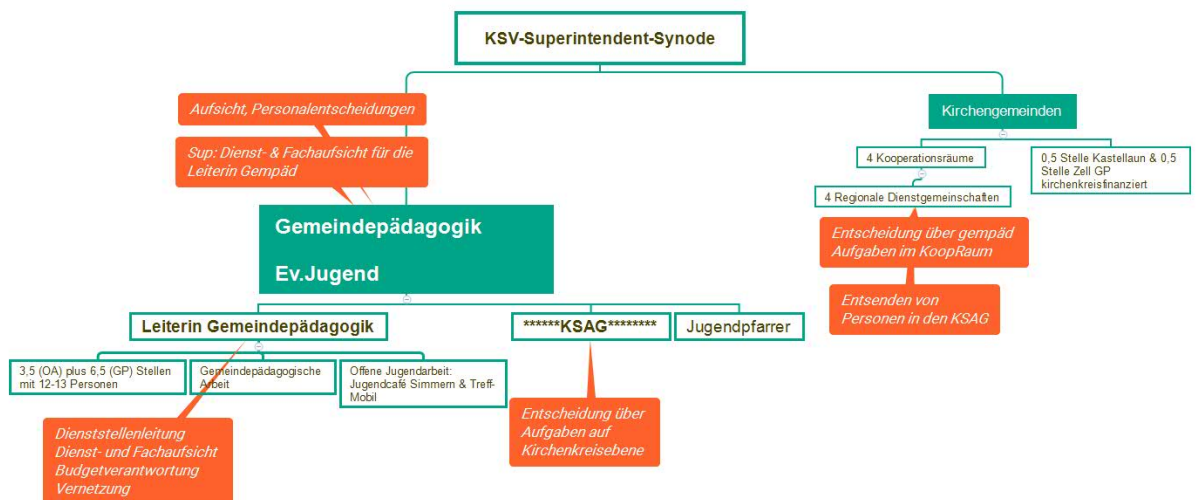 KSV-Superintendent-Synode
Aufsicht, Personalentscheidungen
Sup: Dienst- & Fachaufsicht für die
Leiterin Gempäd
Kirchengemeinden
4 Kooperationsräume
0,5 Stelle Kastellaun & 0,5
Stelle Zell GP
kirchenkreisfinanziert
4 Regionale Dienstgemeinschaften
Entscheidung über gempäd
Aufgaben im KoopRaum
Entsenden von
Personen in den KSAG
Gemeindepädagogik
Ev.Jugend
Leiterin Gemeindepädagogik
******KSAG********
Jugendpfarrer
3,5 (OA) plus 6,5 (GP) Stellen
mit 12-13 Personen
Gemeindepädagogische
Arbeit
Offene Jugendarbeit:
Jugendcafé Simmern & Treff-
Mobil
Dienststellenleitung
Dienst- und Fachaufsicht
Budgetverantwortung
Vernetzung
Entscheidung über
Aufgaben auf
Kirchenkreisebene